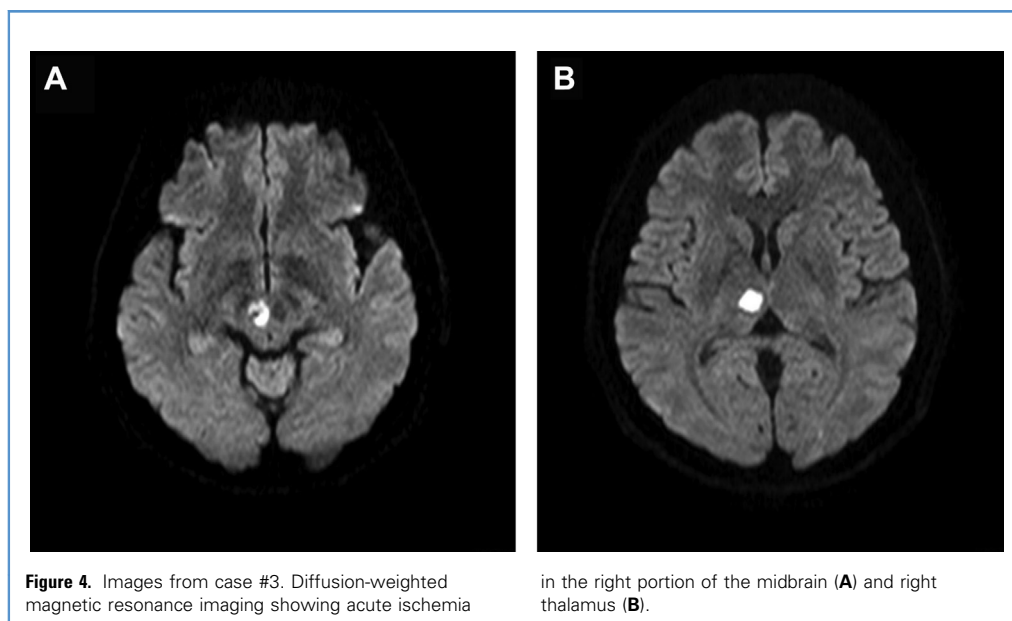 A
B
Figure 4. Images from case #3. Diffusion-weighted
magnetic resonance imaging showing acute ischemia
in the right portion of the midbrain (A) and right
thalamus (B).